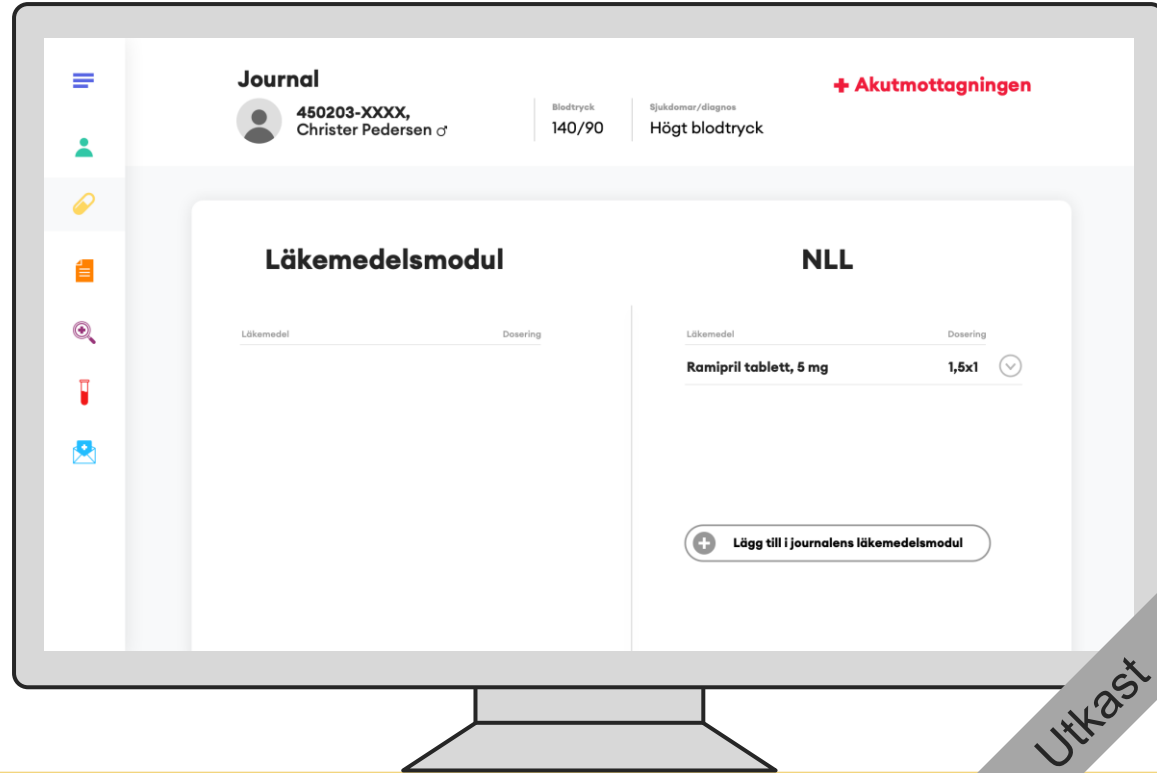 Journal
450203-XXXX,
Christer Pedersen ♂
Blodtryck
140/90
Sjukdomar/diagnos
Högt blodtryck
Akutmottagningen
Läkemedelsmodul
Läkemedel Dosering
NLL
Läkemedel Dosering
Ramipril tablett, 5 mg 1,5x1
Lägg till i journalens läkemedelsmodul
Utkast